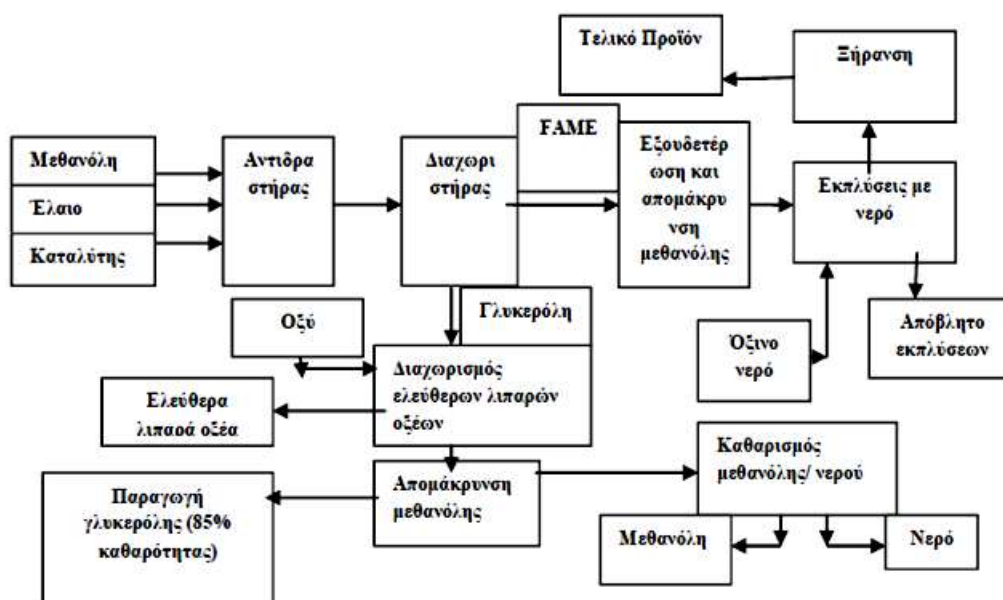 Τελικό Προϊόν
Ξήρανση
FAME
Μεθανόλη
Έλαιο
Καταλύτης
Αντιδρα
στήρας
Διαχωρι
στήρας
Εξουδετέρ
ωση και
απομάκρυ
νση
μεθανόλης
Εκπλύσεις με
νερό
Γλυκερόλη
Οξύ
Όξινο
νερό
Απόβλητο
εκπλύσεων
Διαχωρισμός
ελεύθερων λιπαρών
οξέων
Ελεύθερα
λιπαρά οξέα
Απομάκρυνση
μεθανόλης
Καθαρισμός
μεθανόλης/ νερού
Παραγωγή
γλυκερόλης (85%
καθαρότητας)
Μεθανόλη
Νερό